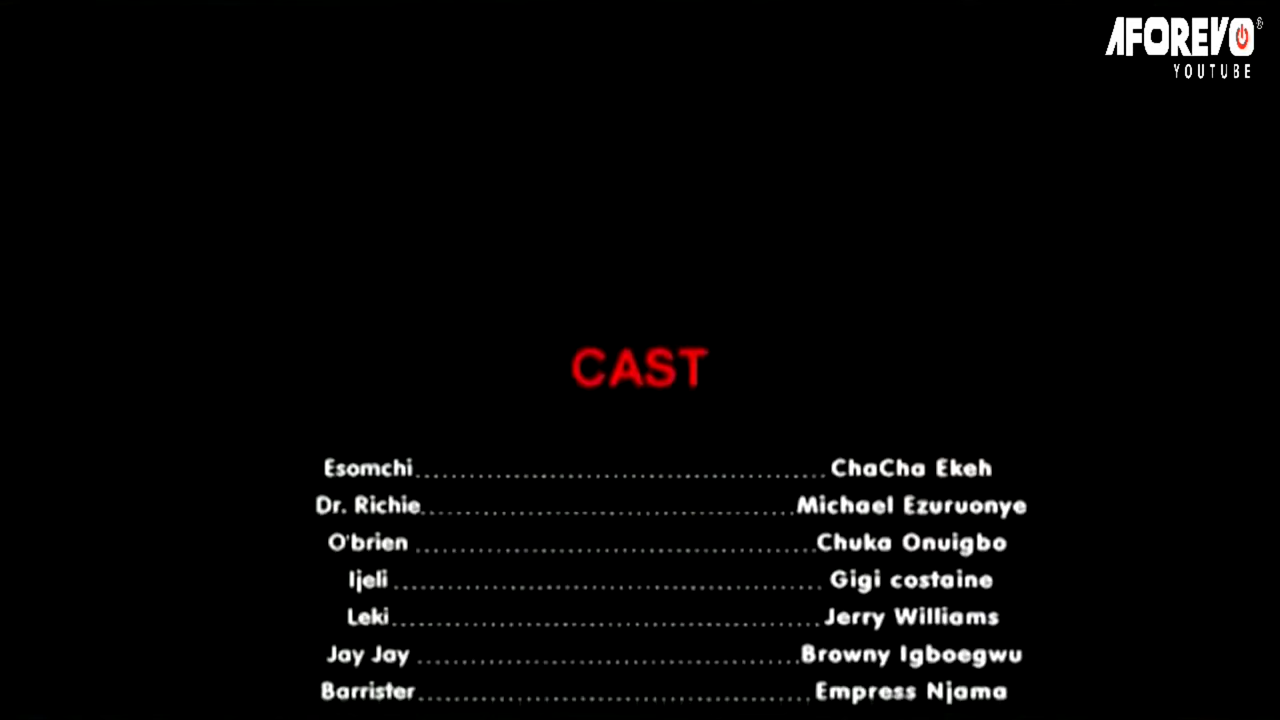 AFOREVO
YOUTUBE
CAST
Esomchi ChaCha Ekeh
Dr. Richie Michael Ezuruonye
O'brien Chuka Onuigbo
Ijeli Gigi costaine
Leki Jerry Williams
Jay Jay Browny Igboegwu
Barrister Empress Njama